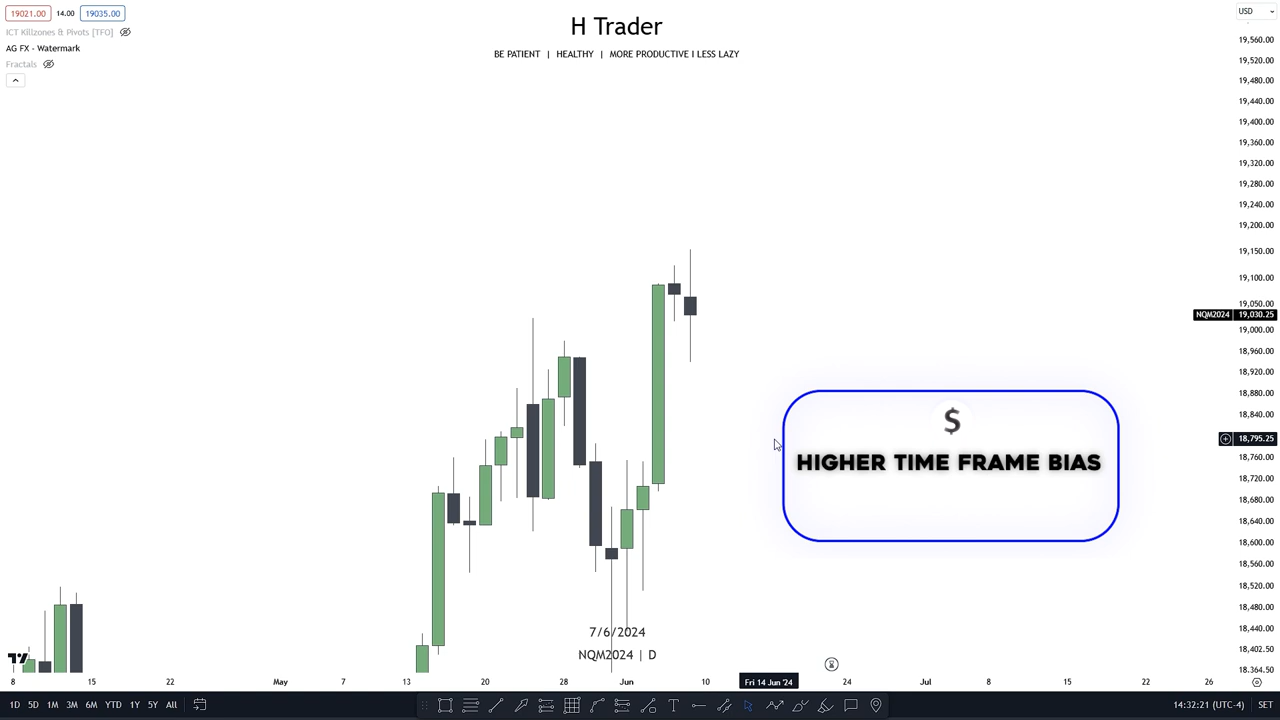 19021.00 14.00 19035.00
ICT Killzones & Pivots [TFO]
AG FX - Watermark
Fractals
H Trader
BE PATIENT | HEALTHY | MORE PRODUCTIVE I LESS LAZY
USD
19,560.00
19,520.00
19,480.00
19,440.00
19,400.00
19,360.00
19,320.00
19,280.00
19,240.00
19,200.00
19,150.00
19,100.00
19,050.00
NQM2024 19,030.25
19,000.00
18,960.00
18,920.00
18,880.00
18,840.00
18,795.25
18,760.00
18,720.00
18,680.00
18,640.00
18,600.00
18,560.00
18,520.00
18,480.00
18,440.00
18,402.50
18,364.50
$
HIGHER TIME FRAME BIAS
7/6/2024
NQM2024 | D
8 15 22 May 7 13 20 28 Jun 10 Fri 14 Jun '24 24 Jul 8 15 22 26
1D 5D 1M 3M 6M YTD 1Y 5Y All 14:32:21 (UTC-4) SET